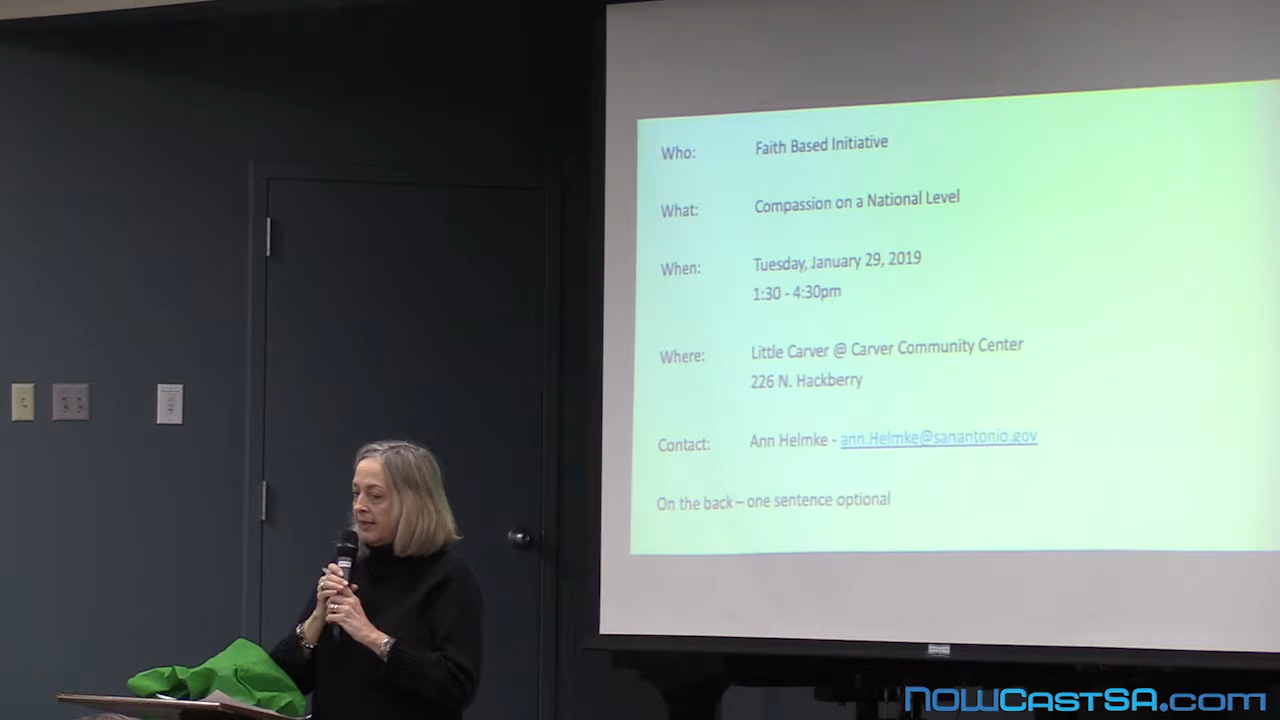 Who: Faith Based Initiative
What: Compassion on a National Level
When: Tuesday, January 29, 2019
1:30 - 4:30pm
Where: Little Carver @ Carver Community Center
226 N. Hackberry
Contact: Ann Helmke - ann.Helmke@sanantonio.gov
On the back – one sentence optional
NOWCASTSA.com